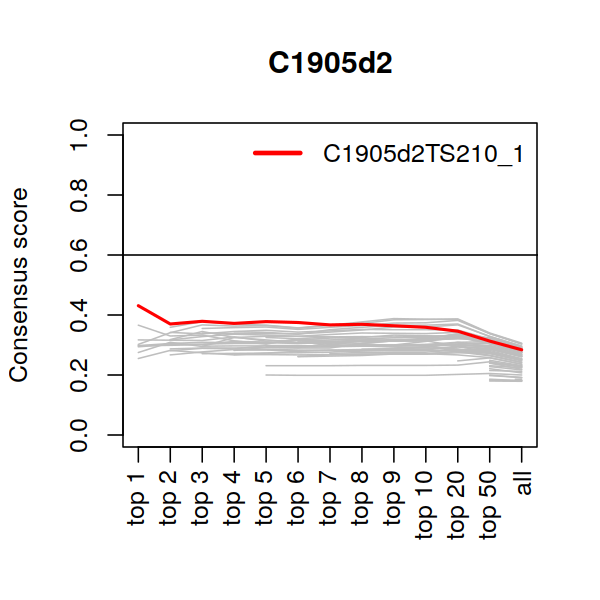 C1905d2
C1905d2TS210_1
Consensus score
1.0
0.8
0.6
0.4
0.2
0.0
top 1
top 2
top 3
top 4
top 5
top 6
top 7
top 8
top 9
top 10
top 20
top 50
all